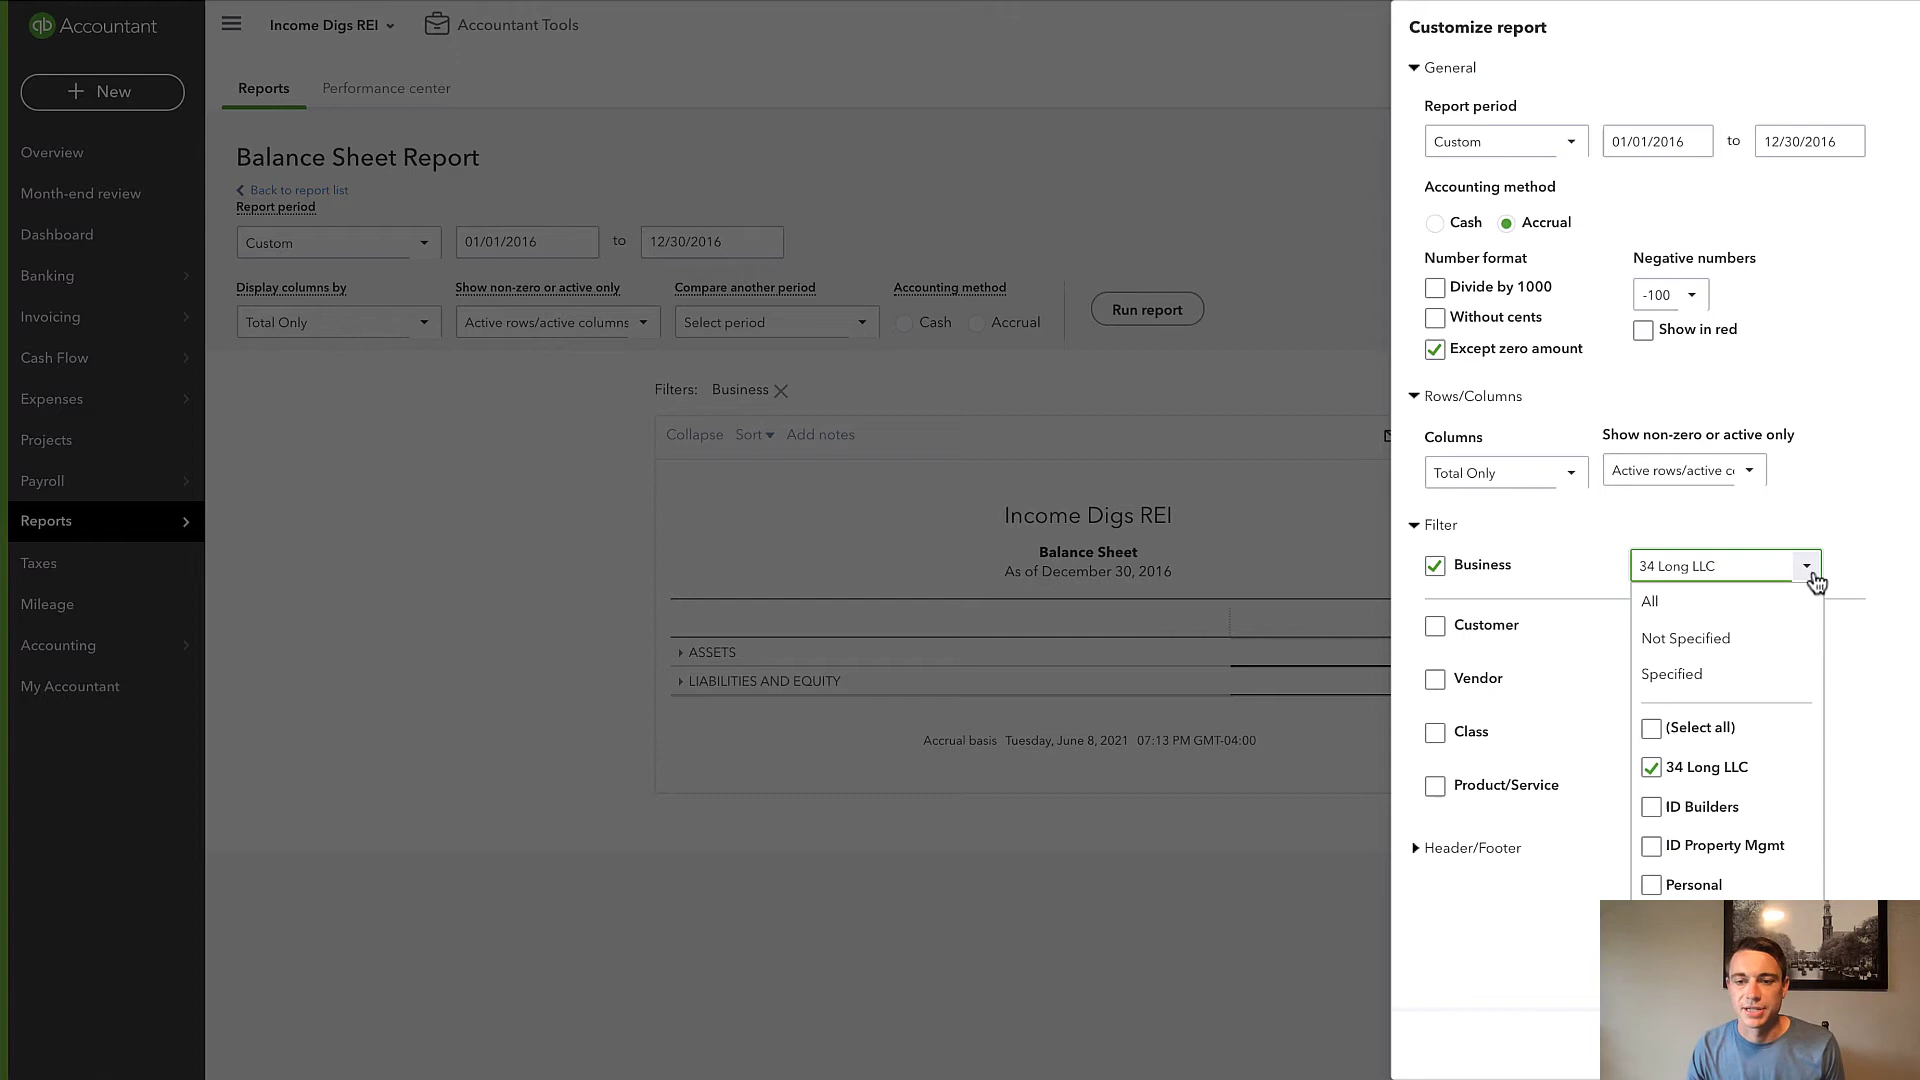 qb Accountant
+ New
Overview
Month-end review
Dashboard
Banking
Invoicing
Cash Flow
Expenses
Projects
Payroll
Reports
Taxes
Mileage
Accounting
My Accountant
Income Digs REI
Accountant Tools
Reports
Performance center
Balance Sheet Report
Back to report list
Report period
Custom
01/01/2016
to
12/30/2016
Display columns by
Show non-zero or active only
Compare another period
Accounting method
Total Only
Active rows/active columns
Select period
Cash
Accrual
Run report
Filters: Business
Collapse
Sort
Add notes
Income Digs REI
Balance Sheet
As of December 30, 2016
ASSETS
LIABILITIES AND EQUITY
Accrual basis Tuesday, June 8, 2021 07:13 PM GMT-04:00
Customize report
General
Report period
Custom
01/01/2016
to
12/30/2016
Accounting method
Cash
Accrual
Number format
Negative numbers
Divide by 1000
-100
Without cents
Show in red
Except zero amount
Rows/Columns
Columns
Show non-zero or active only
Total Only
Active rows/active c
Filter
Business
34 Long LLC
All
Customer
Not Specified
Specified
Vendor
(Select all)
Class
34 Long LLC
Product/Service
ID Builders
ID Property Mgmt
Header/Footer
Personal